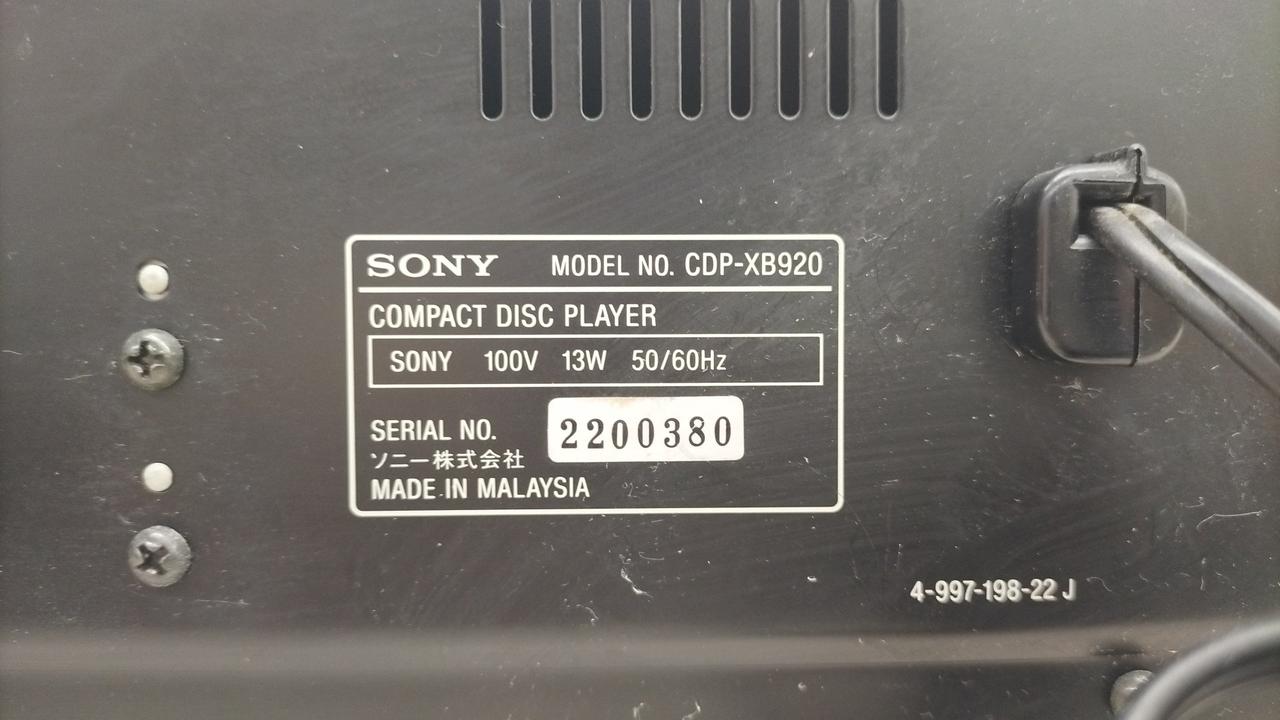 SONY MODEL NO. CDP-XB920
COMPACT DISC PLAYER
SONY 100V 13W 50/60Hz
SERIAL NO. 2200380
ソニー株式会社
MADE IN MALAYSIA
4-997-198-22 J